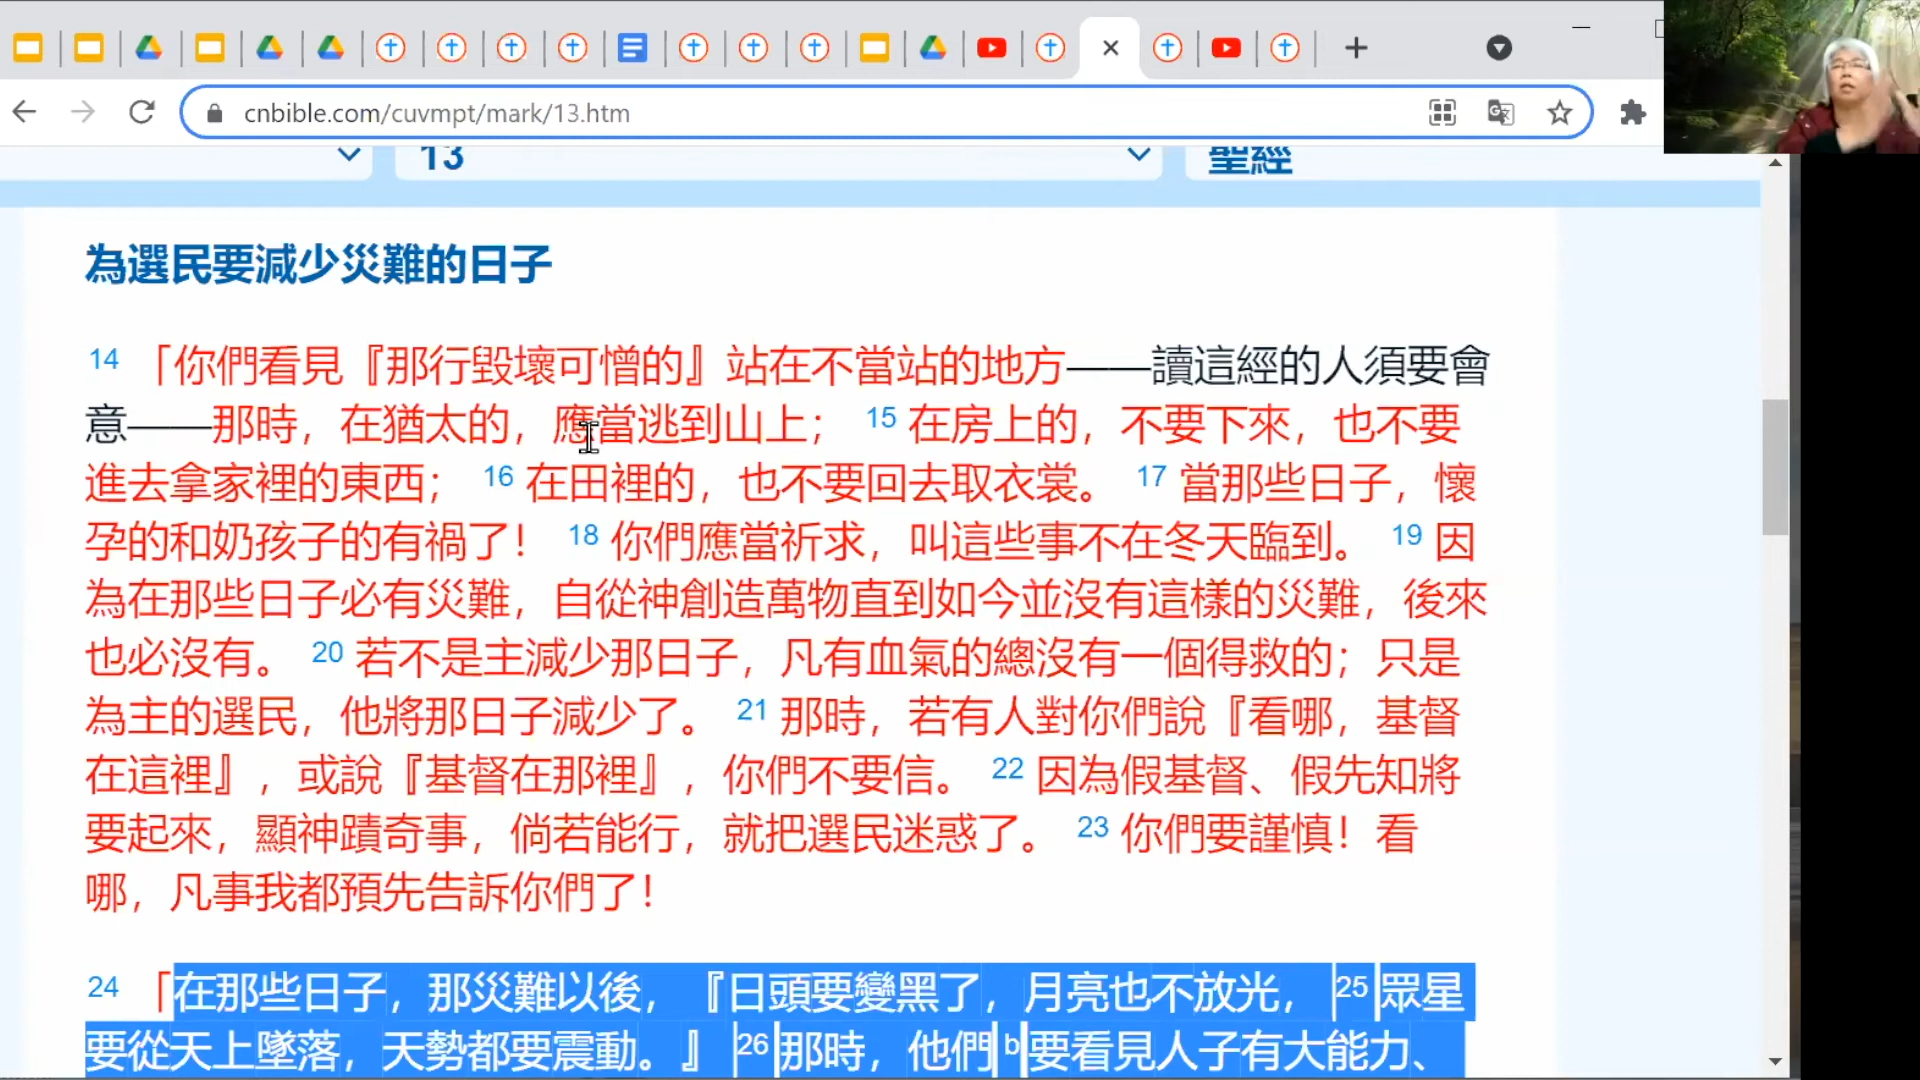 cnbible.com/cuvmpt/mark/13.htm
13
聖經
為選民要減少災難的日子
14 「你們看見『那行毀壞可憎的』站在不當站的地方——讀這經的人須要會
意——那時，在猶太的，應當逃到山上； 15 在房上的，不要下來，也不要
進去拿家裡的東西； 16 在田裡的，也不要回去取衣裳。 17 當那些日子，懷
孕的和奶孩子的有禍了！ 18 你們應當祈求，叫這些事不在冬天臨到。 19 因
為在那些日子必有災難，自從神創造萬物直到如今並沒有這樣的災難，後來
也必沒有。 20 若不是主減少那日子，凡有血氣的總沒有一個得救的；只是
為主的選民，他將那日子減少了。 21 那時，若有人對你們說『看哪，基督
在這裡』，或說『基督在那裡』，你們不要信。 22 因為假基督、假先知將
要起來，顯神蹟奇事，倘若能行，就把選民迷惑了。 23 你們要謹慎！看
哪，凡事我都預先告訴你們了！
24 「在那些日子，那災難以後，『日頭要變黑了，月亮也不放光， 25 眾星
要從天上墜落，天勢都要震動。』 26 那時，他們 b 要看見人子有大能力、